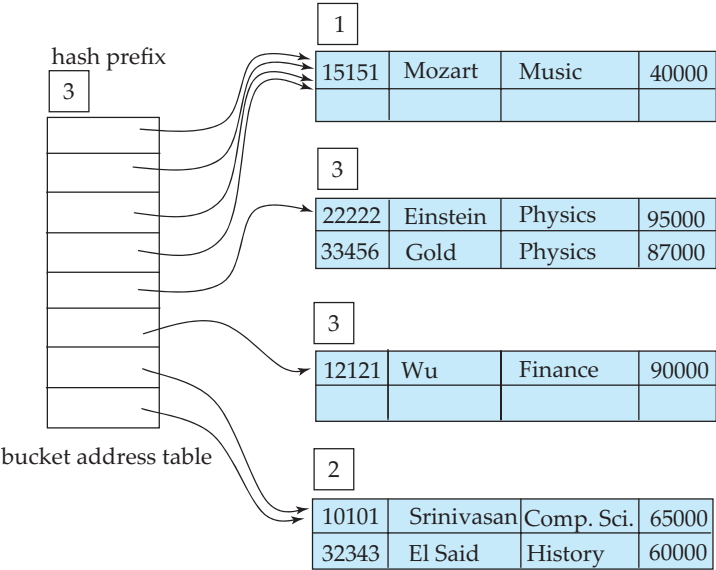 hash prefix
3
bucket address table
1
15151 Mozart Music 40000
3
22222 Einstein Physics 95000
33456 Gold Physics 87000
3
12121 Wu Finance 90000
2
10101 Srinivasan Comp. Sci. 65000
32343 El Said History 60000